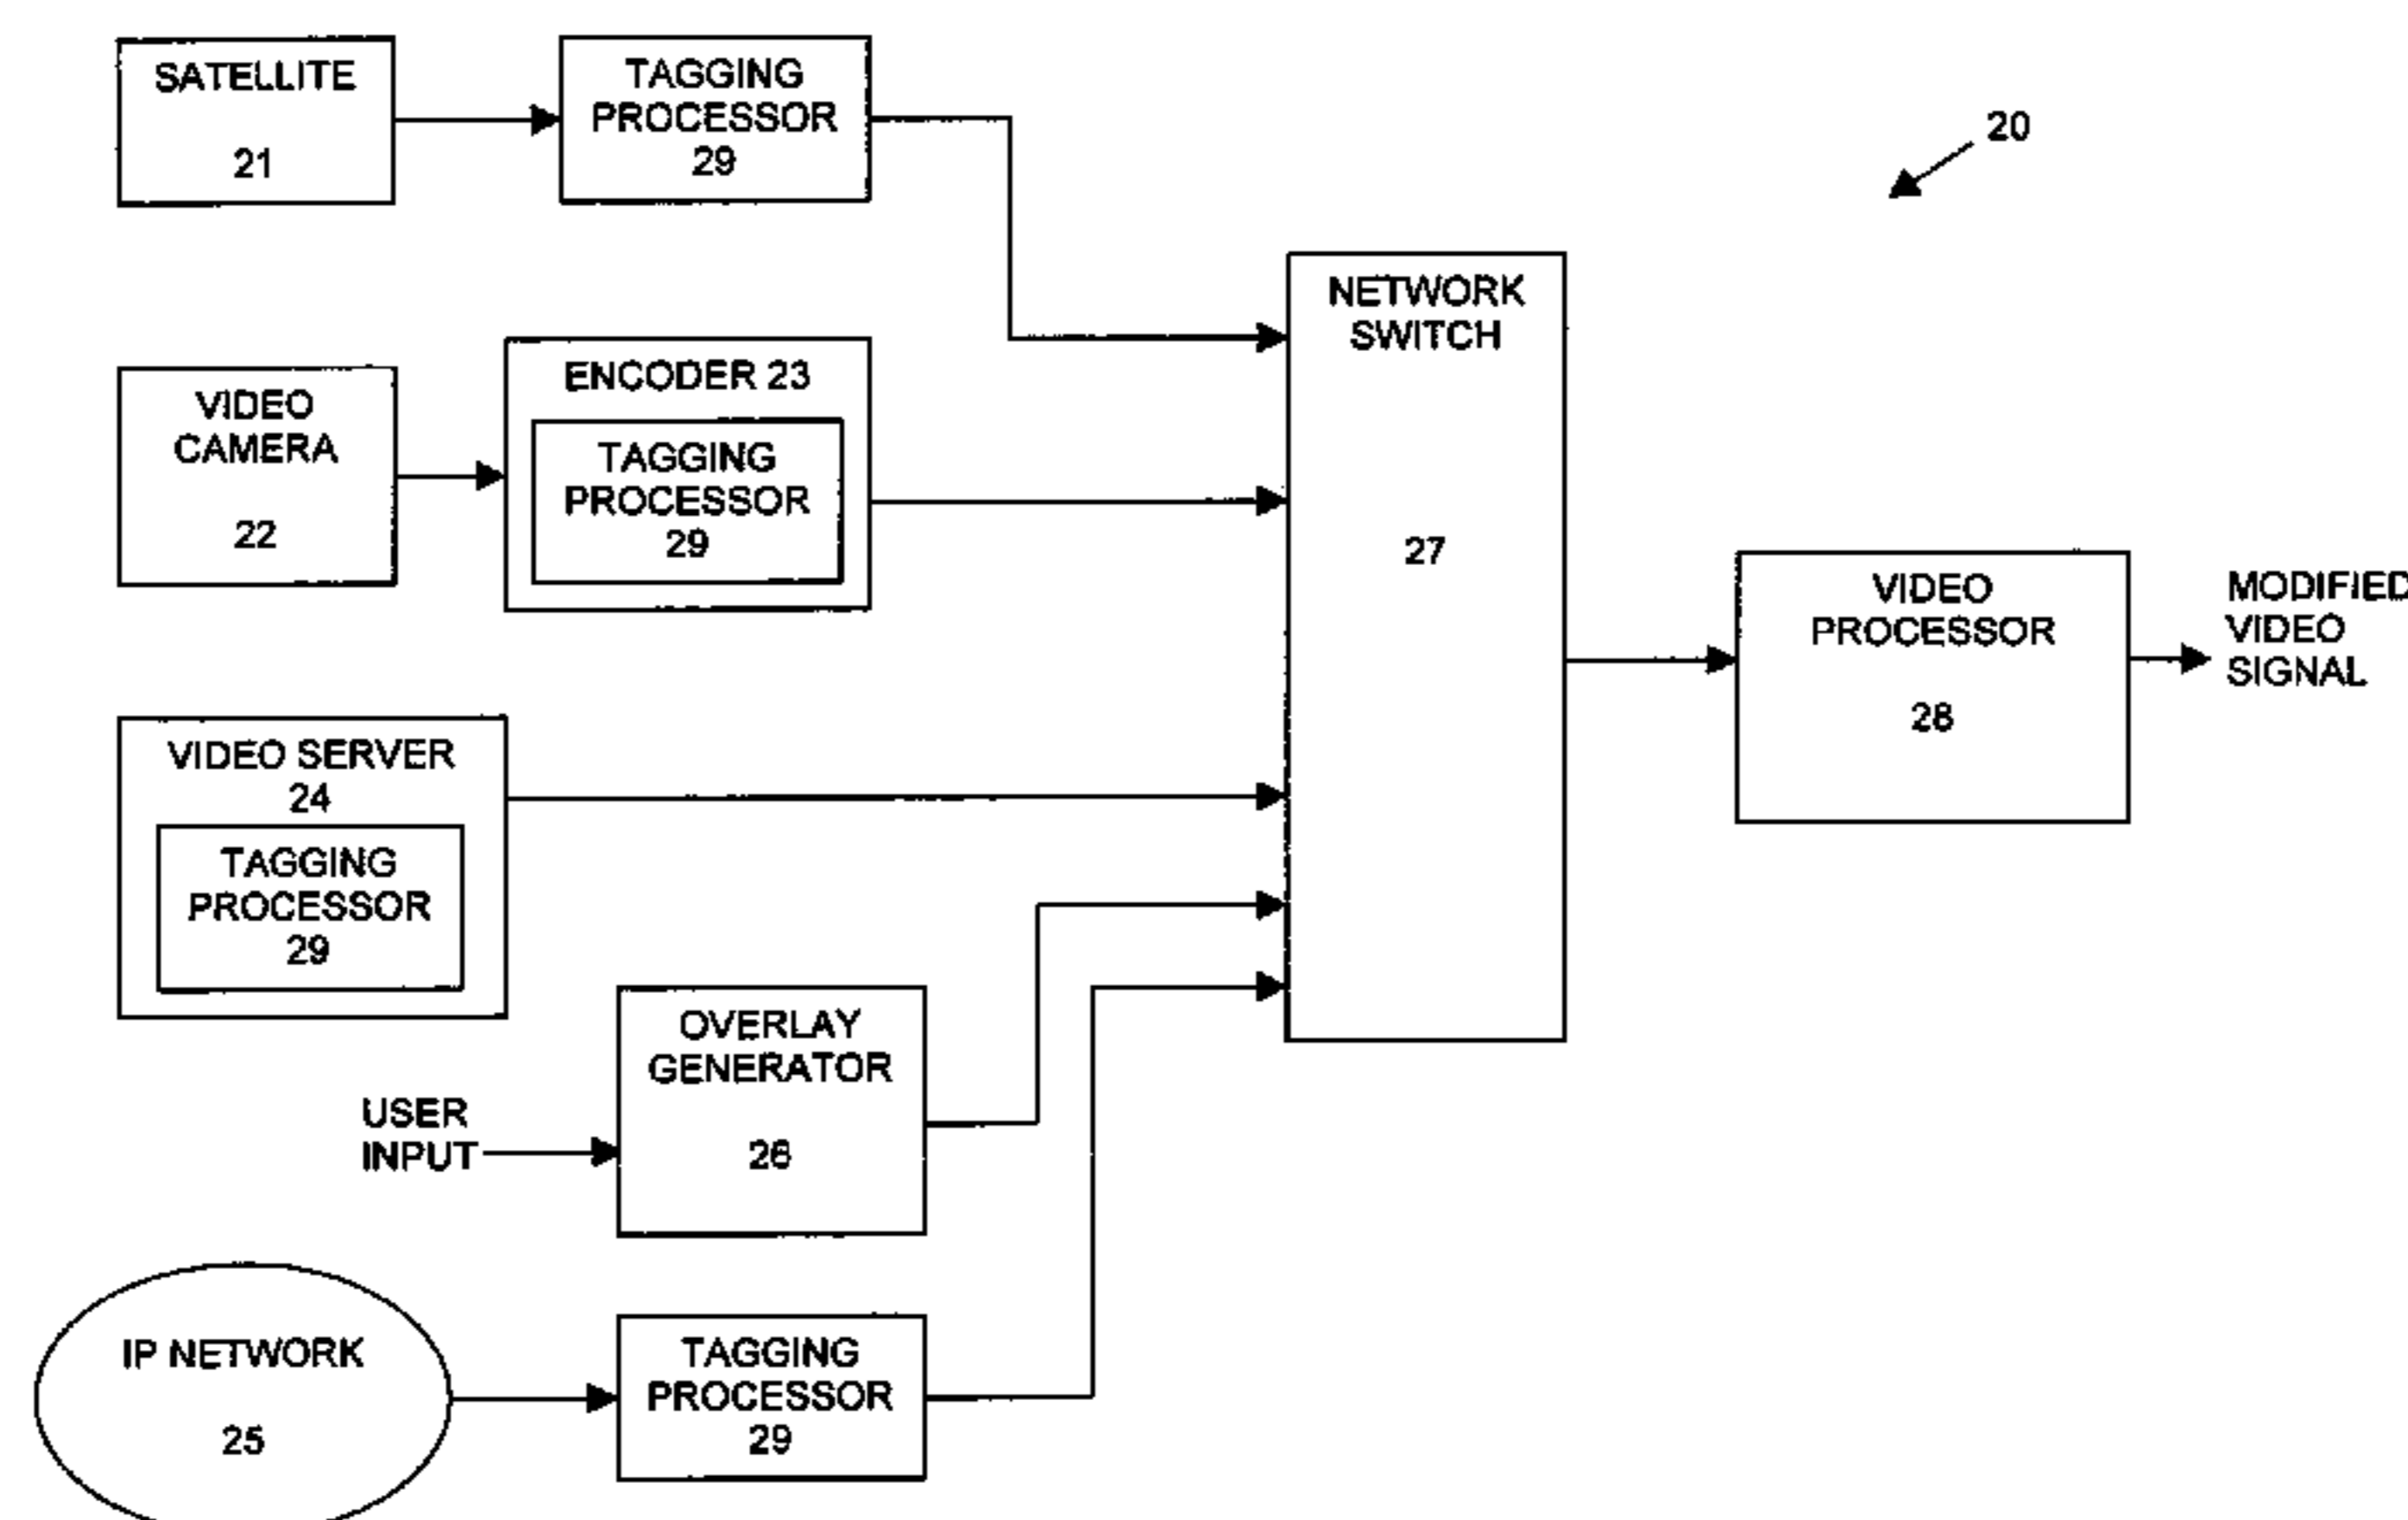 SATELLITE
21
TAGGING
PROCESSOR
29
20
VIDEO
CAMERA
22
ENCODER 23
TAGGING
PROCESSOR
29
NETWORK
SWITCH
27
VIDEO
PROCESSOR
28
MODIFIED
VIDEO
SIGNAL
VIDEO SERVER
24
TAGGING
PROCESSOR
29
USER
INPUT
OVERLAY
GENERATOR
26
IP NETWORK
25
TAGGING
PROCESSOR
29